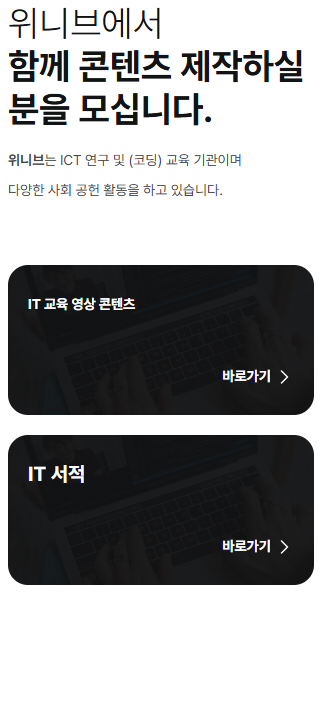 위니브에서
함께 콘텐츠 제작하실
분을 모십니다.
위니브는 ICT 연구 및 (코딩) 교육 기관이며
다양한 사회 공헌 활동을 하고 있습니다.
IT 교육 영상 콘텐츠
바로가기
IT 서적
바로가기